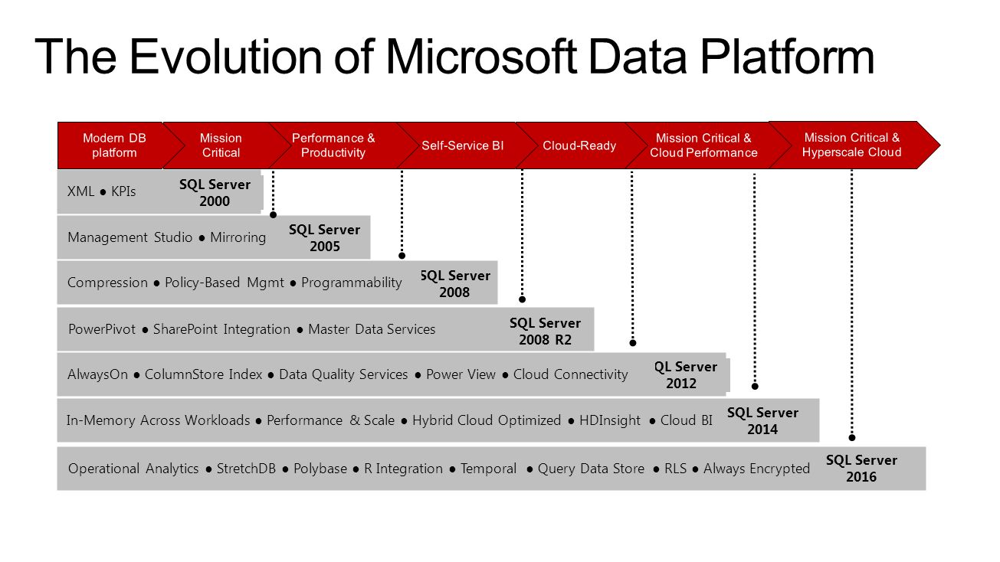 The Evolution of Microsoft Data Platform
Modern DB
platform
Mission
Critical
Performance &
Productivity
Self-Service BI
Cloud-Ready
Mission Critical &
Cloud Performance
Mission Critical &
Hyperscale Cloud
XML ● KPIs
SQL Server
2000
Management Studio ● Mirroring
SQL Server
2005
Compression ● Policy-Based Mgmt ● Programmability
SQL Server
2008
PowerPivot ● SharePoint Integration ● Master Data Services
SQL Server
2008 R2
AlwaysOn ● ColumnStore Index ● Data Quality Services ● Power View ● Cloud Connectivity
QL Server
2012
In-Memory Across Workloads ● Performance & Scale ● Hybrid Cloud Optimized ● HDInsight ● Cloud BI
SQL Server
2014
Operational Analytics ● StretchDB ● Polybase ● R Integration ● Temporal ● Query Data Store ● RLS ● Always Encrypted
SQL Server
2016